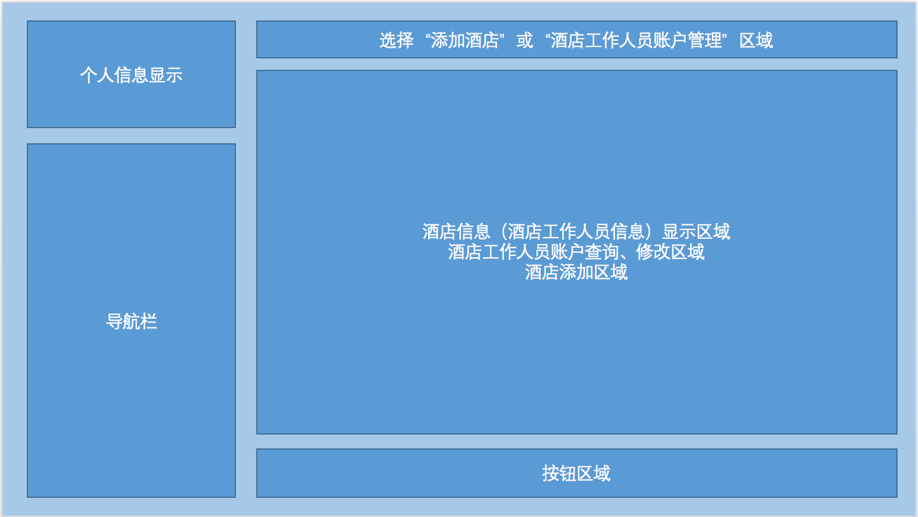 个人信息显示
选择 “添加酒店” 或 “酒店工作人员账户管理” 区域
导航栏
酒店信息（酒店工作人员信息）显示区域
酒店工作人员账户查询、修改区域
酒店添加区域
按钮区域